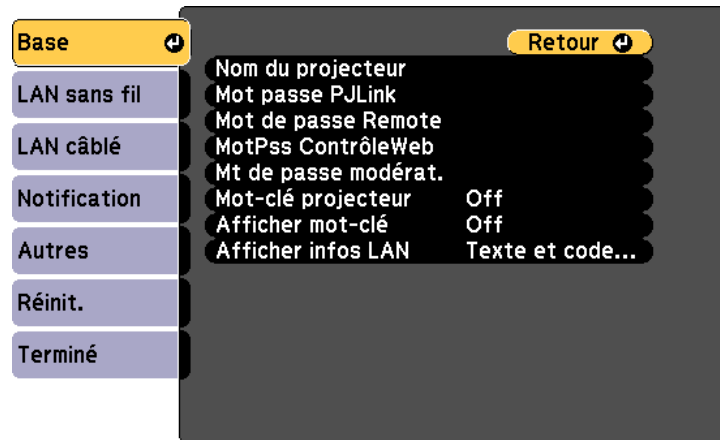 Base
LAN sans fil
LAN câblé
Notification
Autres
Réinit.
Terminé
Retour
Nom du projecteur
Mot passe PJLink
Mot de passe Remote
MotPss ContrôleWeb
Mt de passe modérat.
Mot-clé projecteur Off
Afficher mot-clé Off
Afficher infos LAN Texte et code...